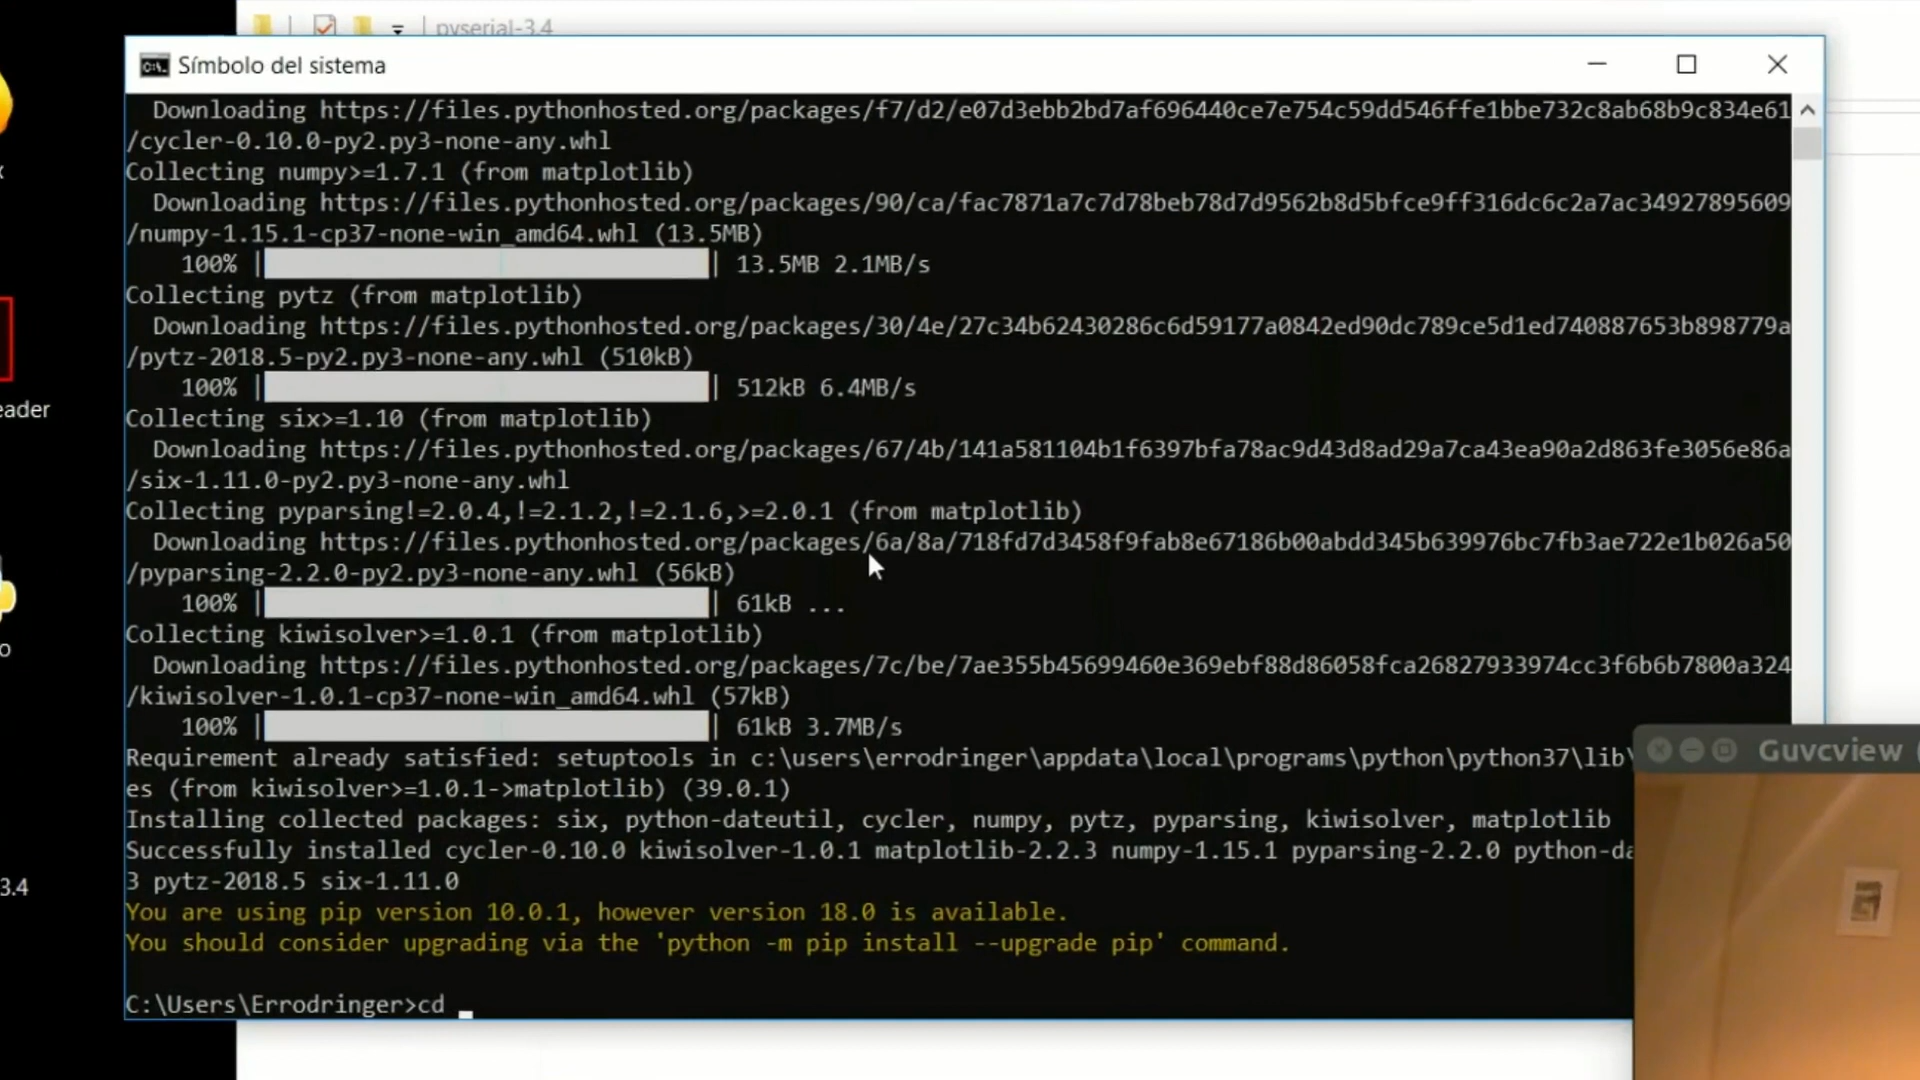 pyserial-3.4
Símbolo del sistema
Downloading https://files.pythonhosted.org/packages/f7/d2/e07d3ebb2bd7af696440ce7e754c59dd546ffe1bbe732c8ab68b9c834e61
/cycler-0.10.0-py2.py3-none-any.whl
Collecting numpy>=1.7.1 (from matplotlib)
Downloading https://files.pythonhosted.org/packages/90/ca/fac7871a7c7d78beb78d7d9562b8d5bfce9ff316dc6c2a7ac34927895609
/numpy-1.15.1-cp37-none-win_amd64.whl (13.5MB)
100% | | 13.5MB 2.1MB/s
Collecting pytz (from matplotlib)
Downloading https://files.pythonhosted.org/packages/30/4e/27c34b62430286c6d59177a0842ed90dc789ce5d1ed740887653b898779a
/pytz-2018.5-py2.py3-none-any.whl (510kB)
100% | | 512kB 6.4MB/s
Collecting six>=1.10 (from matplotlib)
Downloading https://files.pythonhosted.org/packages/67/4b/141a581104b1f6397bfa78ac9d43d8ad29a7ca43ea90a2d863fe3056e86a
/six-1.11.0-py2.py3-none-any.whl
Collecting pyparsing!=2.0.4,!=2.1.2,!=2.1.6,>=2.0.1 (from matplotlib)
Downloading https://files.pythonhosted.org/packages/6a/8a/718fd7d3458f9fab8e67186b00abdd345b639976bc7fb3ae722e1b026a50
/pyparsing-2.2.0-py2.py3-none-any.whl (56kB)
100% | | 61kB ...
Collecting kiwisolver>=1.0.1 (from matplotlib)
Downloading https://files.pythonhosted.org/packages/7c/be/7ae355b45699460e369ebf88d86058fca26827933974cc3f6b6b7800a324
/kiwisolver-1.0.1-cp37-none-win_amd64.whl (57kB)
100% | | 61kB 3.7MB/s
Requirement already satisfied: setuptools in c:\users\errodringer\appdata\local\programs\python\python37\lib\
es (from kiwisolver>=1.0.1->matplotlib) (39.0.1)
Installing collected packages: six, python-dateutil, cycler, numpy, pytz, pyparsing, kiwisolver, matplotlib
Successfully installed cycler-0.10.0 kiwisolver-1.0.1 matplotlib-2.2.3 numpy-1.15.1 pyparsing-2.2.0 python-da
3 pytz-2018.5 six-1.11.0
You are using pip version 10.0.1, however version 18.0 is available.
You should consider upgrading via the 'python -m pip install --upgrade pip' command.
C:\Users\Errodringer>cd
Guvcview (
eader
o
3.4